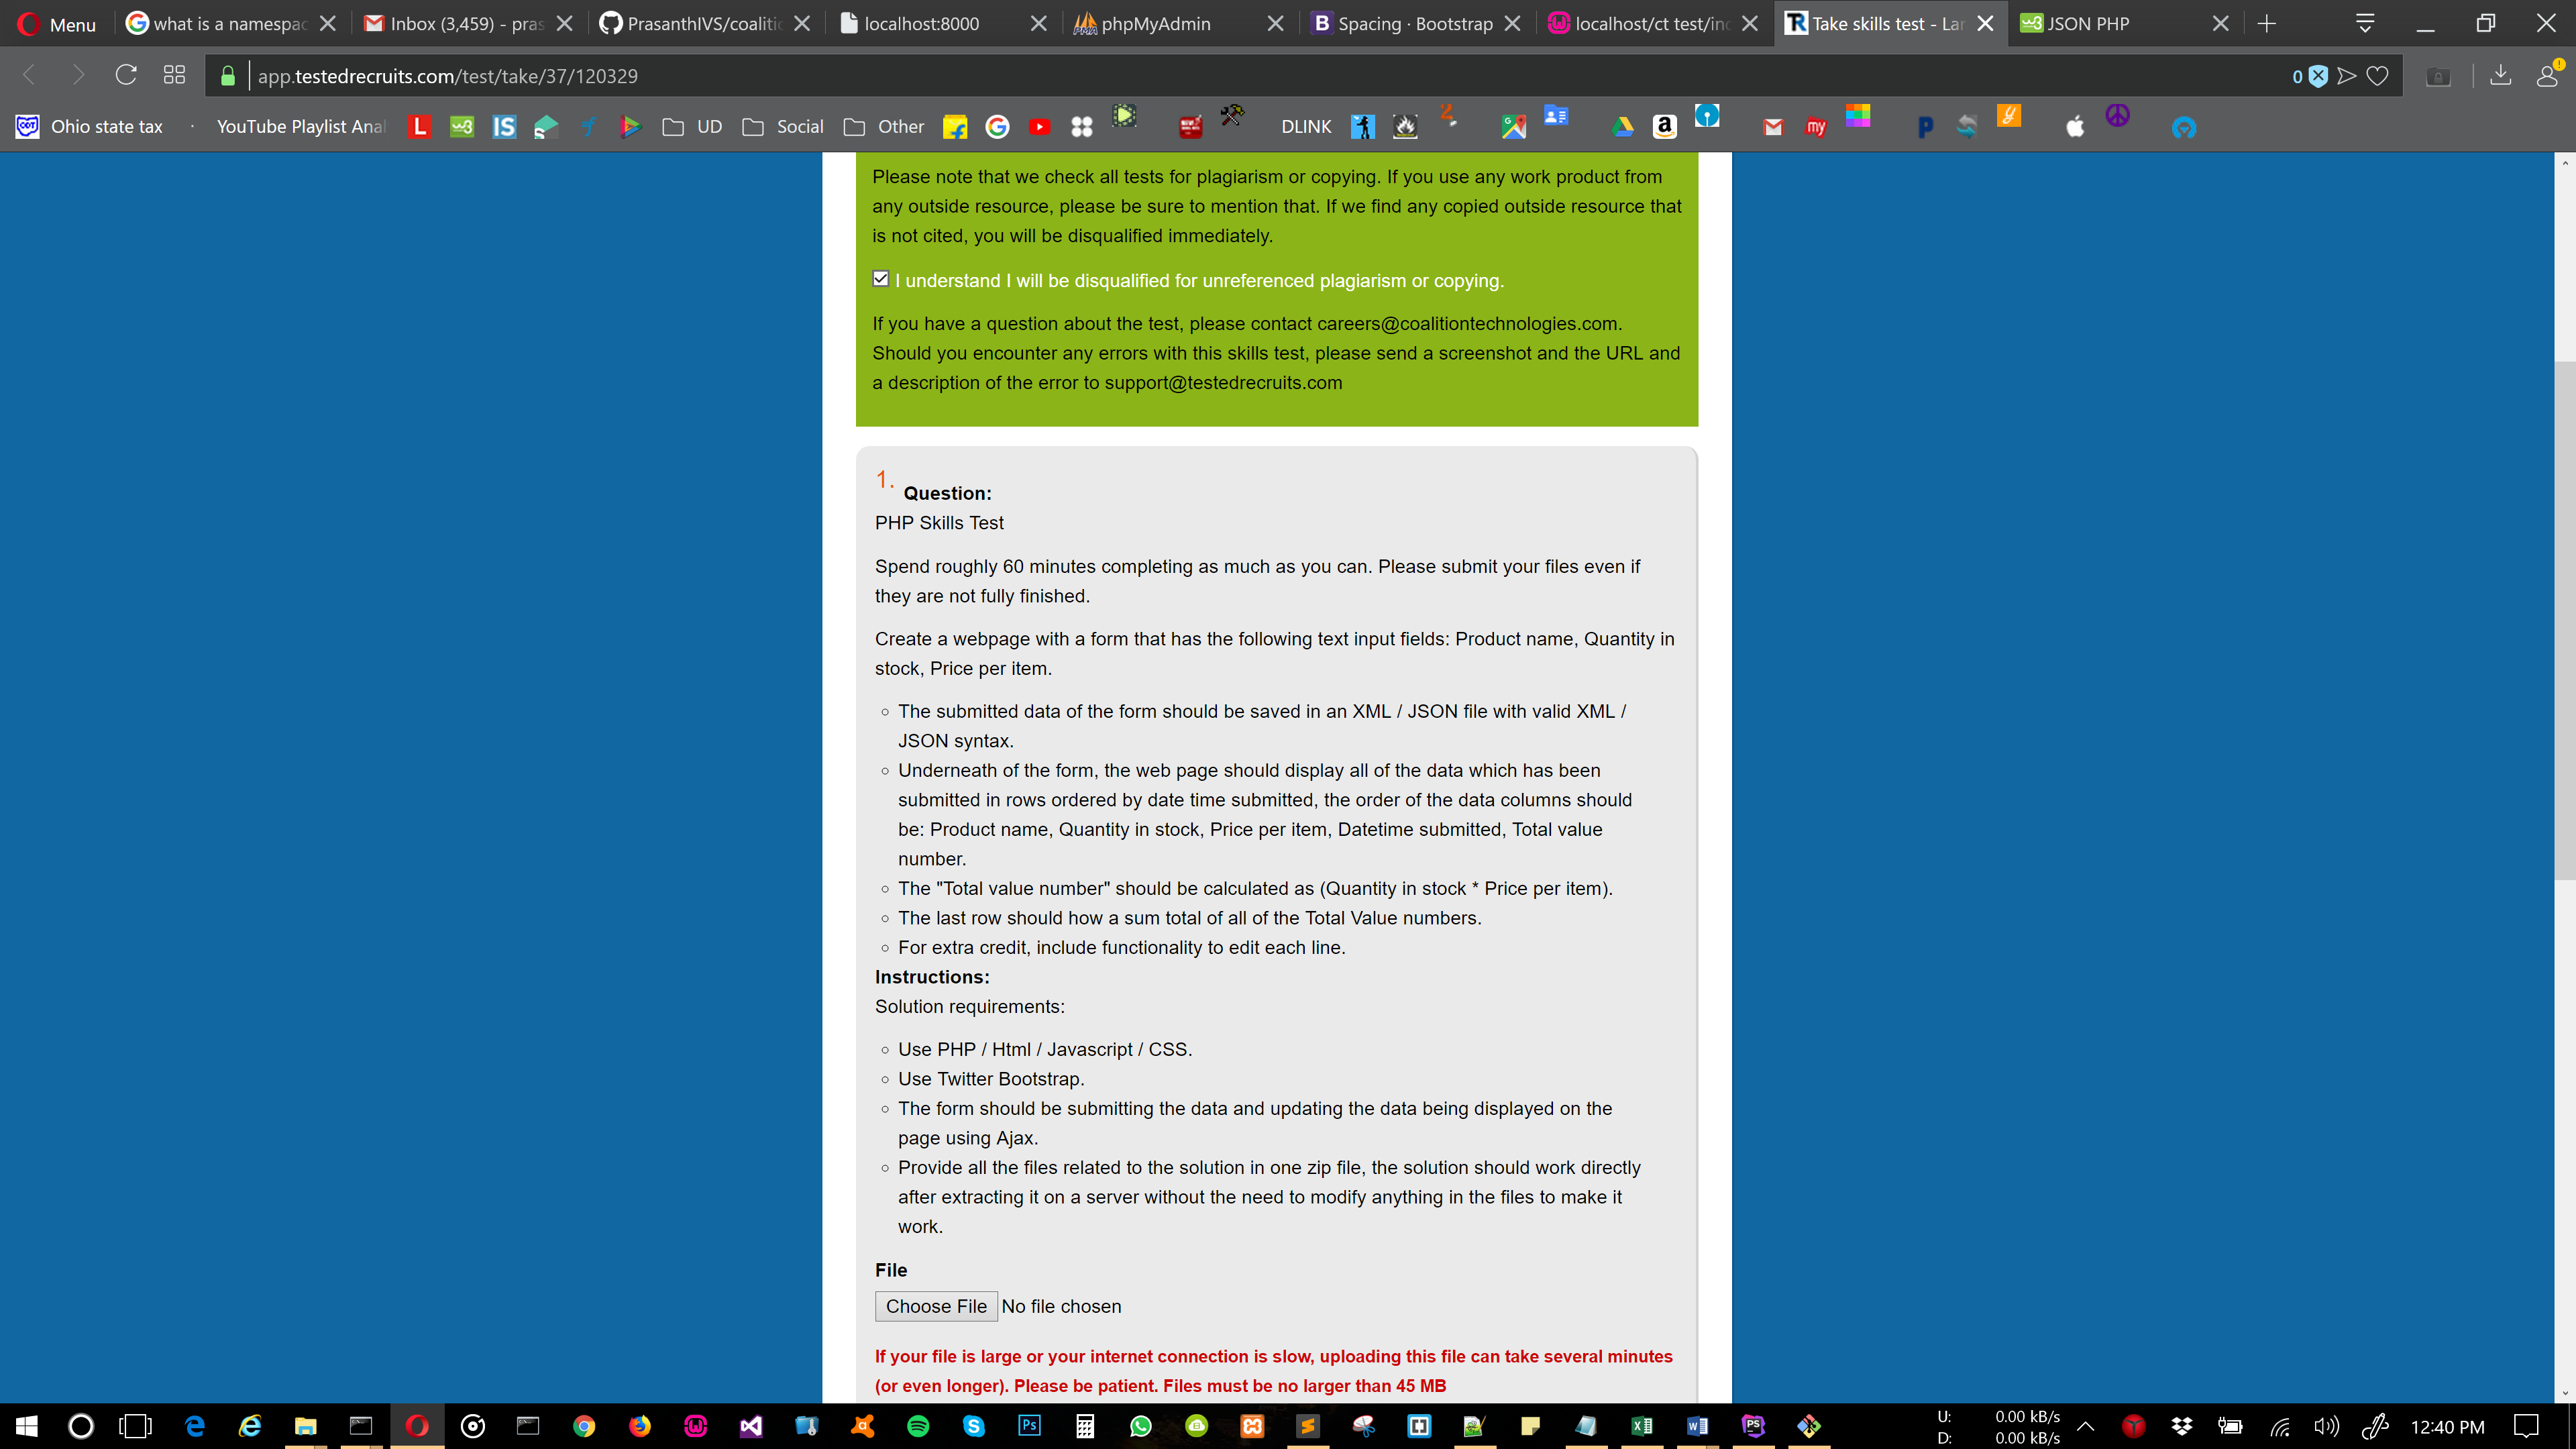 Menu
what is a namespac
Inbox (3,459) - pras
PrasanthIVS/coalitic
localhost:8000
phpMyAdmin
Spacing · Bootstrap
localhost/ct test/inc
Take skills test - Lar
JSON PHP
app.testedrecruits.com/test/take/37/120329
0
Ohio state tax
YouTube Playlist Anal
UD
Social
Other
DLINK
Please note that we check all tests for plagiarism or copying. If you use any work product from
any outside resource, please be sure to mention that. If we find any copied outside resource that
is not cited, you will be disqualified immediately.
I understand I will be disqualified for unreferenced plagiarism or copying.
If you have a question about the test, please contact careers@coalitiontechnologies.com.
Should you encounter any errors with this skills test, please send a screenshot and the URL and
a description of the error to support@testedrecruits.com
1. Question:
PHP Skills Test
Spend roughly 60 minutes completing as much as you can. Please submit your files even if
they are not fully finished.
Create a webpage with a form that has the following text input fields: Product name, Quantity in
stock, Price per item.
The submitted data of the form should be saved in an XML / JSON file with valid XML /
JSON syntax.
Underneath of the form, the web page should display all of the data which has been
submitted in rows ordered by date time submitted, the order of the data columns should
be: Product name, Quantity in stock, Price per item, Datetime submitted, Total value
number.
The "Total value number" should be calculated as (Quantity in stock * Price per item).
The last row should how a sum total of all of the Total Value numbers.
For extra credit, include functionality to edit each line.
Instructions:
Solution requirements:
Use PHP / Html / Javascript / CSS.
Use Twitter Bootstrap.
The form should be submitting the data and updating the data being displayed on the
page using Ajax.
Provide all the files related to the solution in one zip file, the solution should work directly
after extracting it on a server without the need to modify anything in the files to make it
work.
File
Choose File No file chosen
If your file is large or your internet connection is slow, uploading this file can take several minutes
(or even longer). Please be patient. Files must be no larger than 45 MB
U: 0.00 kB/s
D: 0.00 kB/s
12:40 PM